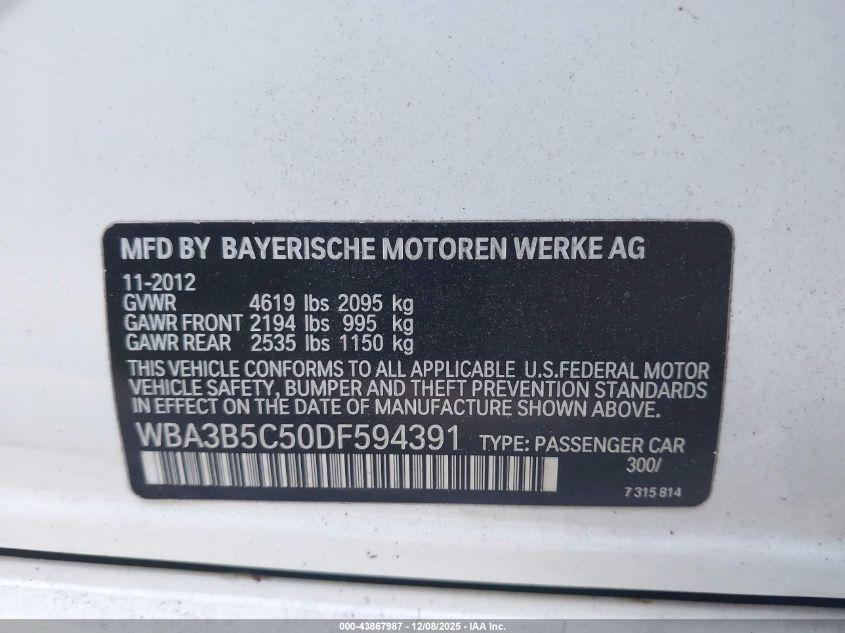 MFD BY BAYERISCHE MOTOREN WERKE AG
11-2012
GVWR 4619 lbs 2095 kg
GAWR FRONT 2194 lbs 995 kg
GAWR REAR 2535 lbs 1150 kg
THIS VEHICLE CONFORMS TO ALL APPLICABLE U.S.FEDERAL MOTOR
VEHICLE SAFETY, BUMPER AND THEFT PREVENTION STANDARDS
IN EFFECT ON THE DATE OF MANUFACTURE SHOWN ABOVE.
WBA3B5C50DF594391 TYPE: PASSENGER CAR
300/
7 315 814
000-43867987 - 12/08/2025 - IAA Inc.